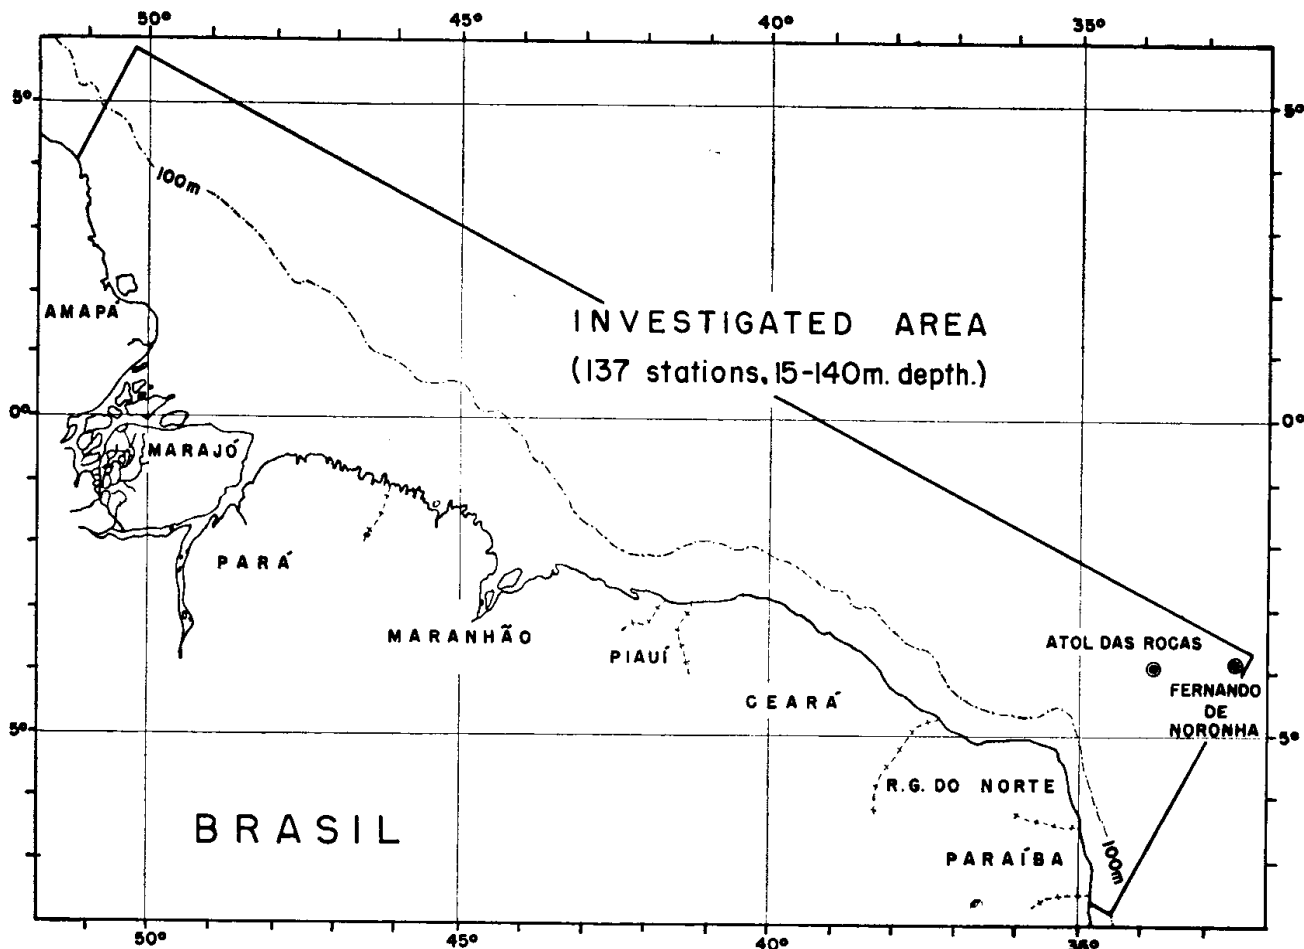 50° 45° 40° 35°
5° 5°
100m
AMAPÁ
INVESTIGATED AREA
(137 stations, 15-140m. depth.)
0° 0°
MARAJÓ
PARÁ
MARANHÃO
PIAUÍ
ATOL DAS ROCAS
CEARÁ
FERNANDO
DE
NORONHA
5° 5°
R.G. DO NORTE
BRASIL
PARAÍBA
100m
50° 45° 40° 35°